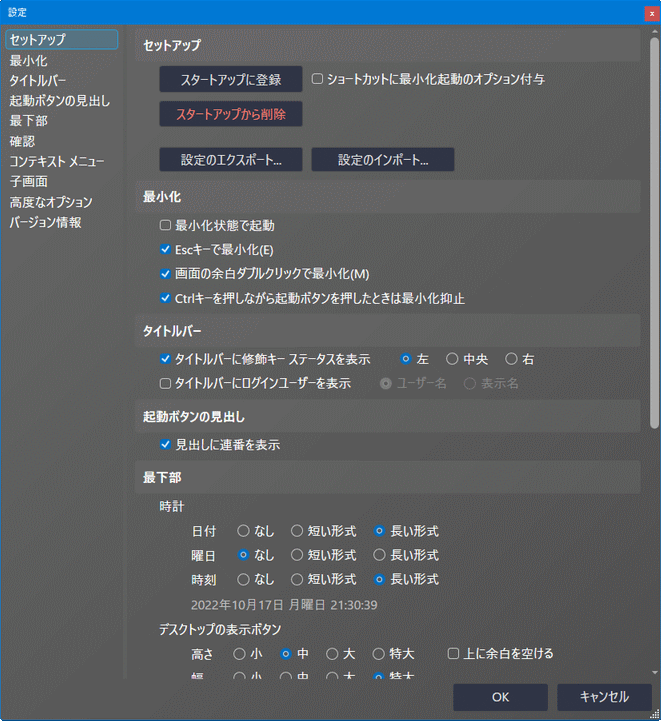 設定
x
セットアップ
最小化
タイトルバー
起動ボタンの見出し
最下部
確認
コンテキスト メニュー
子画面
高度なオプション
バージョン情報
セットアップ
スタートアップに登録 ショートカットに最小化起動のオプション付与
スタートアップから削除
設定のエクスポート... 設定のインポート...
最小化
最小化状態で起動
Escキーで最小化(E)
画面の余白ダブルクリックで最小化(M)
Ctrlキーを押しながら起動ボタンを押したときは最小化抑止
タイトルバー
タイトルバーに修飾キー ステータスを表示 左 中央 右
タイトルバーにログインユーザーを表示 ユーザー名 表示名
起動ボタンの見出し
見出しに連番を表示
最下部
時計
日付 なし 短い形式 長い形式
曜日 なし 短い形式 長い形式
時刻 なし 短い形式 長い形式
2022年10月17日 月曜日 21:30:39
デスクトップの表示ボタン
高さ 小 中 大 特大 上に余白を空ける
幅 小 中 大 特大
OK キャンセル